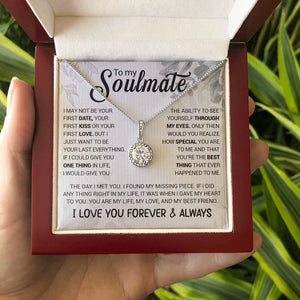 To my
Soulmate
I MAY NOT BE YOUR
FIRST DATE, YOUR
FIRST KISS OR YOUR
FIRST LOVE, BUT I
JUST WANT TO BE
YOUR LAST EVERYTHING.
IF I COULD GIVE YOU
ONE THING IN LIFE,
I WOULD GIVE YOU
THE ABILITY TO SEE
YOURSELF THROUGH
MY EYES, ONLY THEN
WOULD YOU REALIZE
HOW SPECIAL YOU ARE
TO ME AND THAT
YOU'RE THE BEST
THING THAT EVER
HAPPENED TO ME.
THE DAY I MET YOU, I FOUND MY MISSING PIECE. IF I DID
ANY THING RIGHT IN MY LIFE, IT WAS WHEN I GAVE MY HEART
TO YOU. YOU ARE MY LIFE, MY LOVE, AND MY BEST FRIEND.
I LOVE YOU FOREVER & ALWAYS